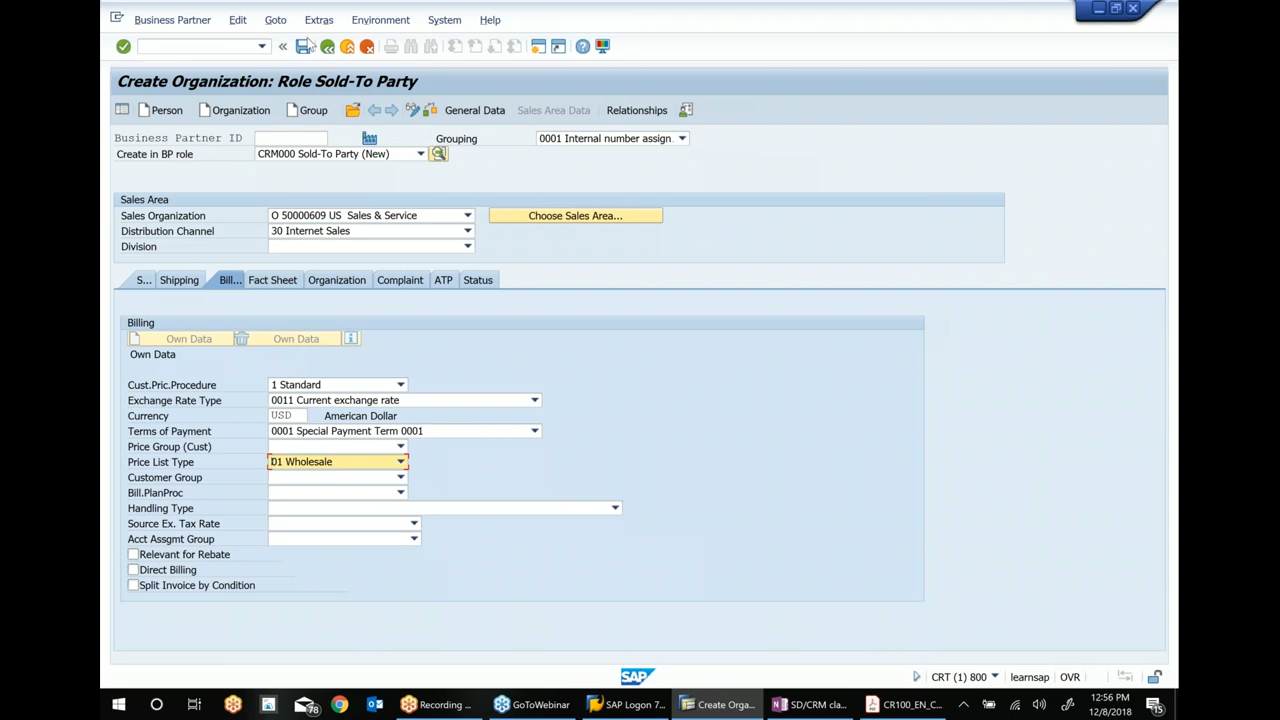 Business Partner Edit Goto Extras Environment System Help
Create Organization: Role Sold-To Party
Person Organization Group General Data Sales Area Data Relationships
Business Partner ID Grouping 0001 Internal number assign
Create in BP role CRM000 Sold-To Party (New)
Sales Area
Sales Organization O 50000609 US Sales & Service Choose Sales Area...
Distribution Channel 30 Internet Sales
Division
S... Shipping Bill... Fact Sheet Organization Complaint ATP Status
Billing
Own Data Own Data
Own Data
Cust.Pric.Procedure 1 Standard
Exchange Rate Type 0011 Current exchange rate
Currency USD American Dollar
Terms of Payment 0001 Special Payment Term 0001
Price Group (Cust)
Price List Type 01 Wholesale
Customer Group
Bill.PlanProc
Handling Type
Source Ex. Tax Rate
Acct Assgmt Group
Relevant for Rebate
Direct Billing
Split Invoice by Condition
SAP CRT (1) 800 learnsap OVR
78 Recording ... GoToWebinar SAP Logon 7... Create Orga... SD/CRM cla... CR100_EN_C... 12:56 PM
12/8/2018 15